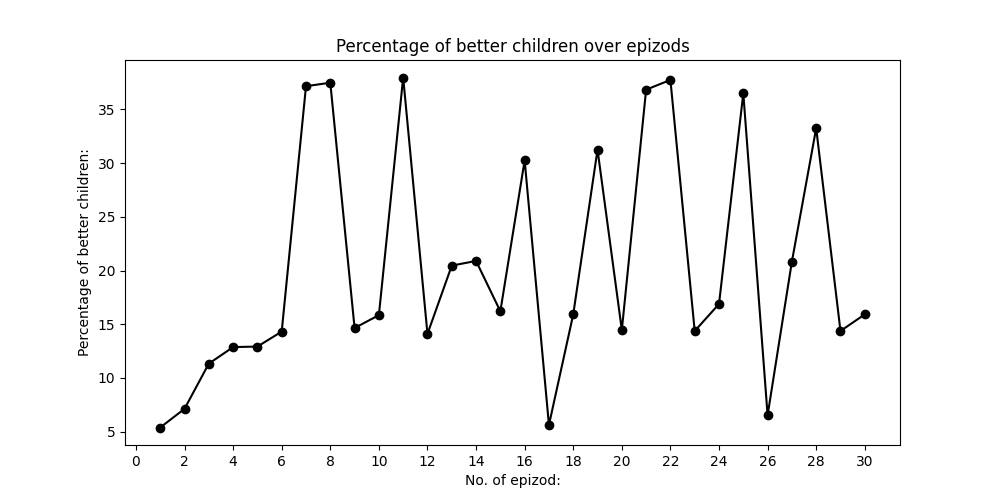 Percentage of better children over epizods
Percentage of better children:
35
30
25
20
15
10
5
0 2 4 6 8 10 12 14 16 18 20 22 24 26 28 30
No. of epizod: